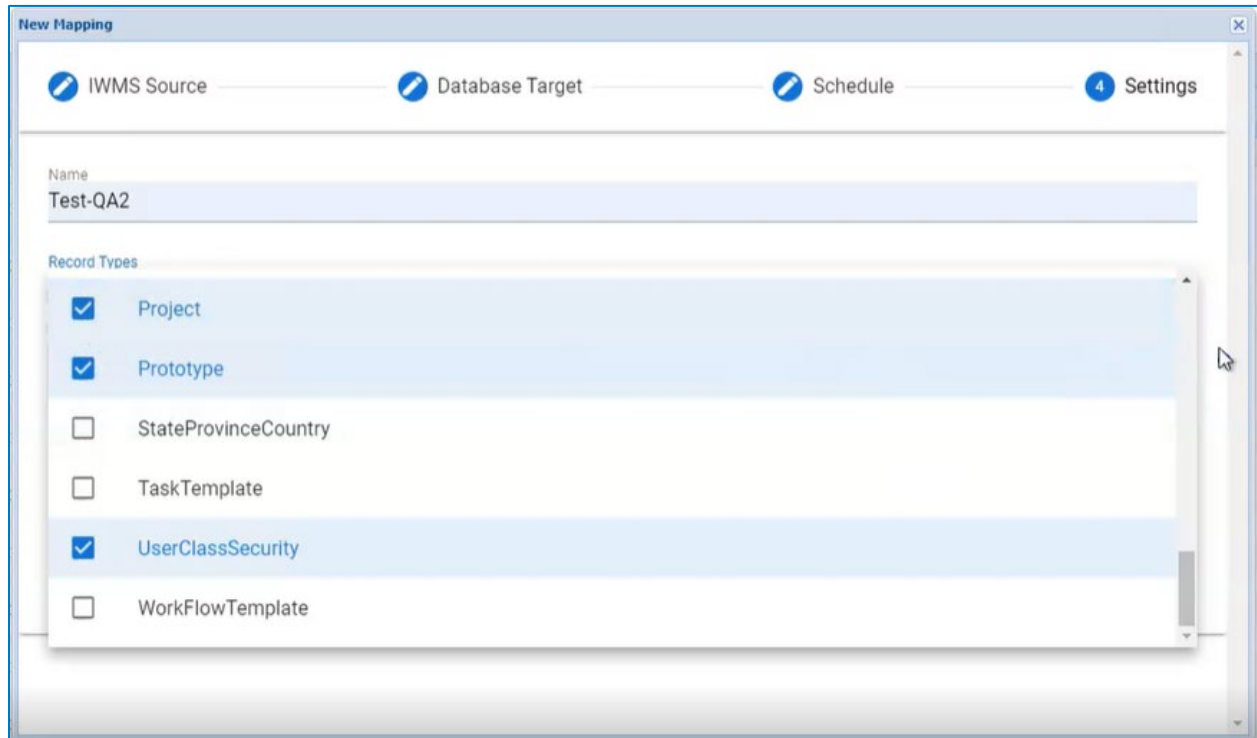 New Mapping
IWMS Source
Database Target
Schedule
4 Settings
Name
Test-QA2
Record Types
Project
Prototype
StateProvinceCountry
TaskTemplate
UserClassSecurity
WorkFlowTemplate